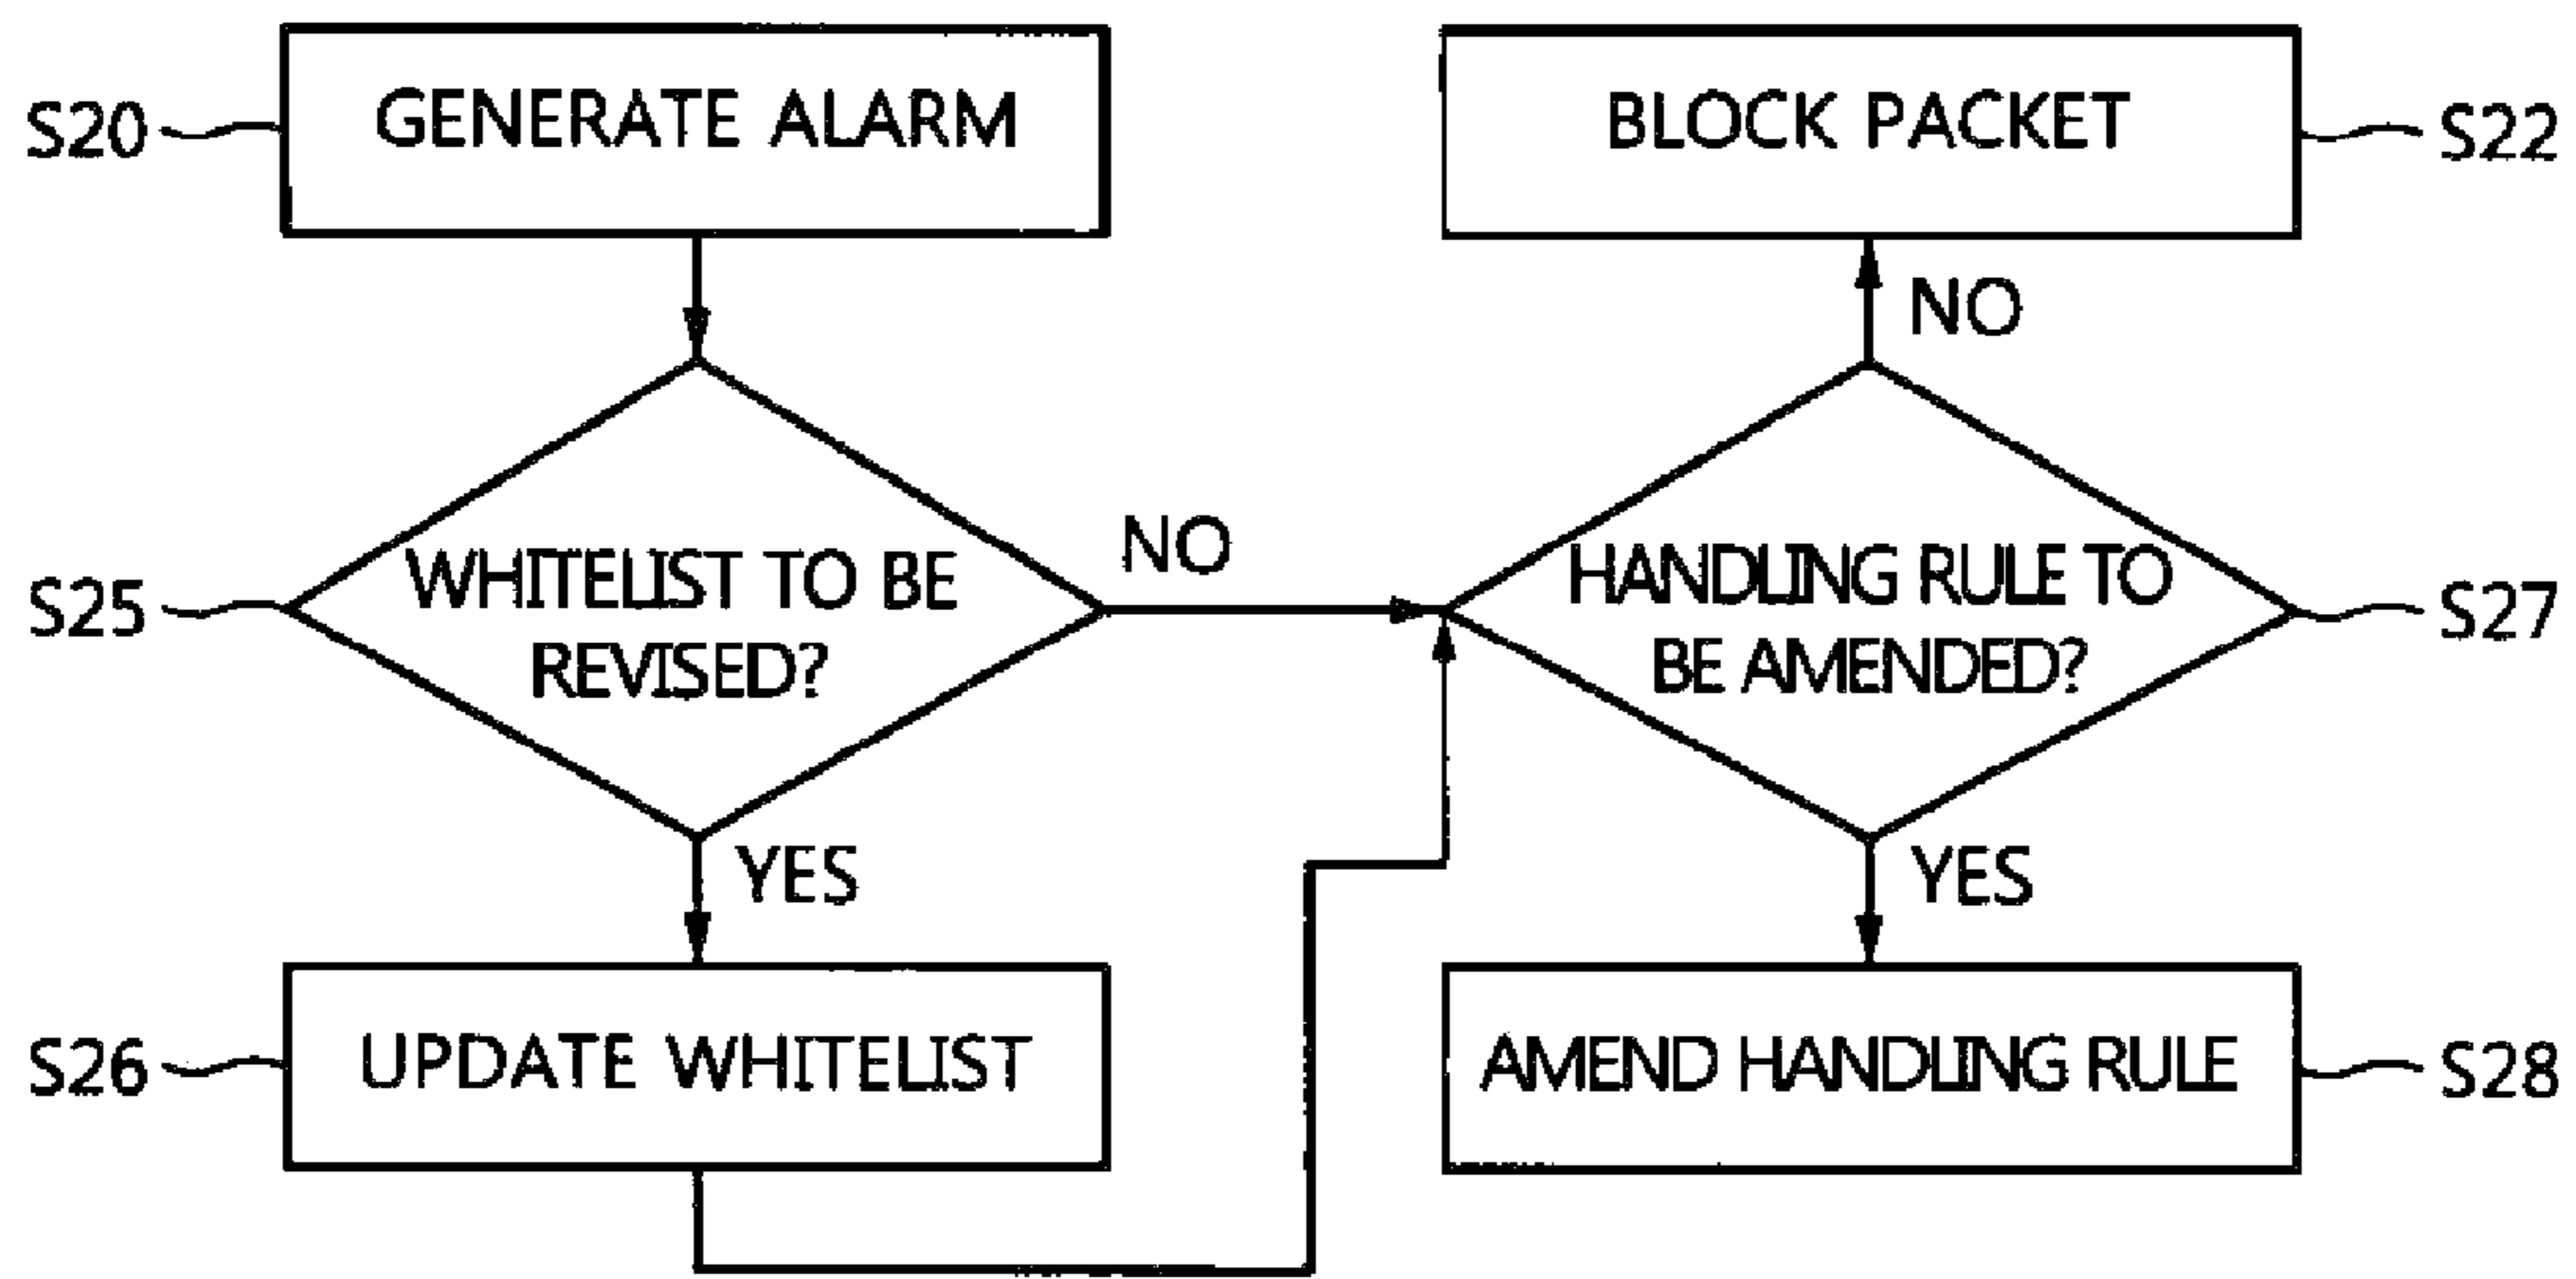 S20
GENERATE ALARM
BLOCK PACKET
S22
NO
S25
WHITELIST TO BE
REVISED?
NO
HANDLING RULE TO
BE AMENDED?
S27
YES
YES
S26
UPDATE WHITELIST
AMEND HANDLING RULE
S28